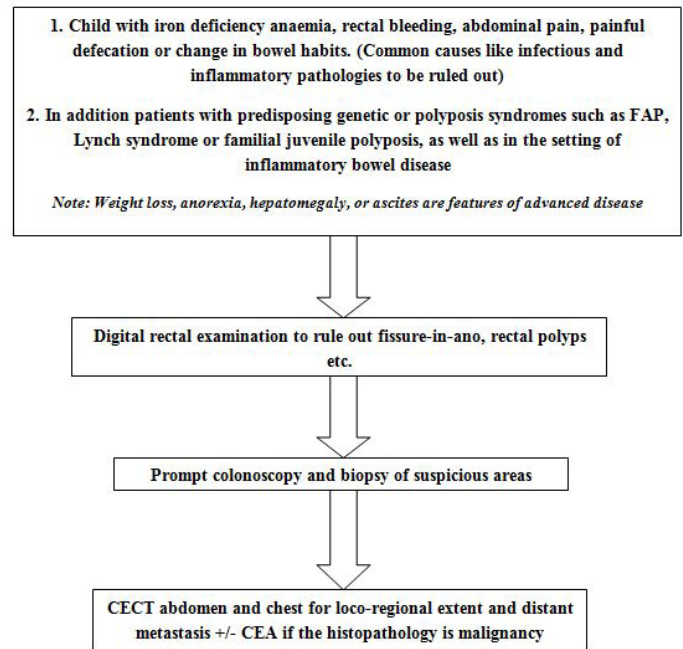 1. Child with iron deficiency anaemia, rectal bleeding, abdominal pain, painful
defecation or change in bowel habits. (Common causes like infectious and
inflammatory pathologies to be ruled out)
2. In addition patients with predisposing genetic or polyposis syndromes such as FAP,
Lynch syndrome or familial juvenile polyposis, as well as in the setting of
inflammatory bowel disease
Note: Weight loss, anorexia, hepatomegaly, or ascites are features of advanced disease
Digital rectal examination to rule out fissure-in-ano, rectal polyps
etc.
Prompt colonoscopy and biopsy of suspicious areas
CECT abdomen and chest for loco-regional extent and distant
metastasis +/- CEA if the histopathology is malignancy